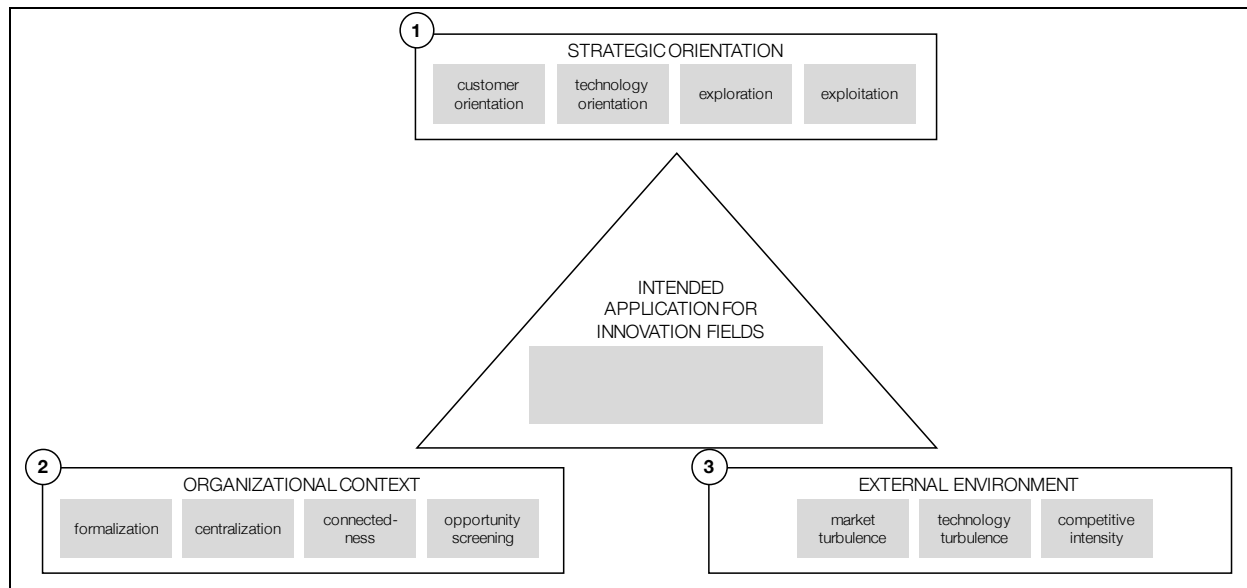 1
STRATEGIC ORIENTATION
customer
orientation
technology
orientation
exploration
exploitation
INTENDED
APPLICATION FOR
INNOVATION FIELDS
2
ORGANIZATIONAL CONTEXT
formalization
centralization
connected-
ness
opportunity
screening
3
EXTERNAL ENVIRONMENT
market
turbulence
technology
turbulence
competitive
intensity